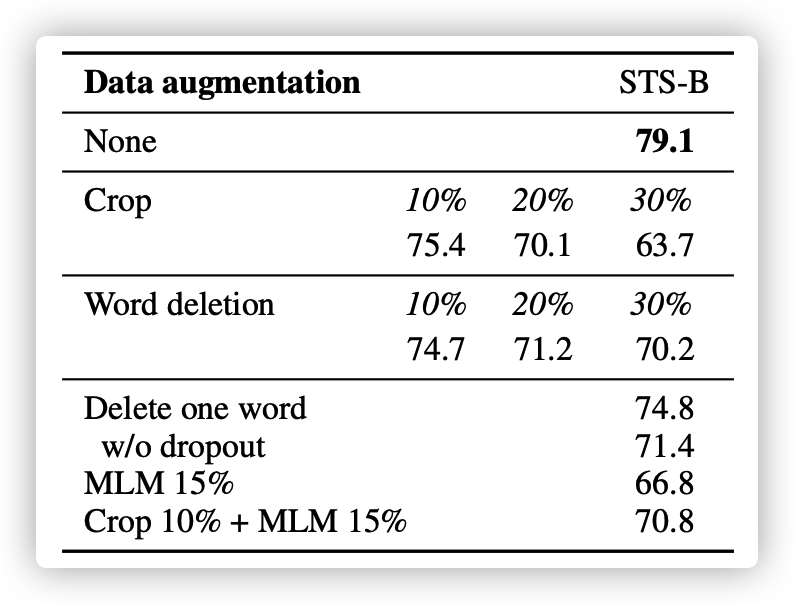 Data augmentation STS-B
None 79.1
Crop 10% 20% 30%
75.4 70.1 63.7
Word deletion 10% 20% 30%
74.7 71.2 70.2
Delete one word 74.8
w/o dropout 71.4
MLM 15% 66.8
Crop 10% + MLM 15% 70.8